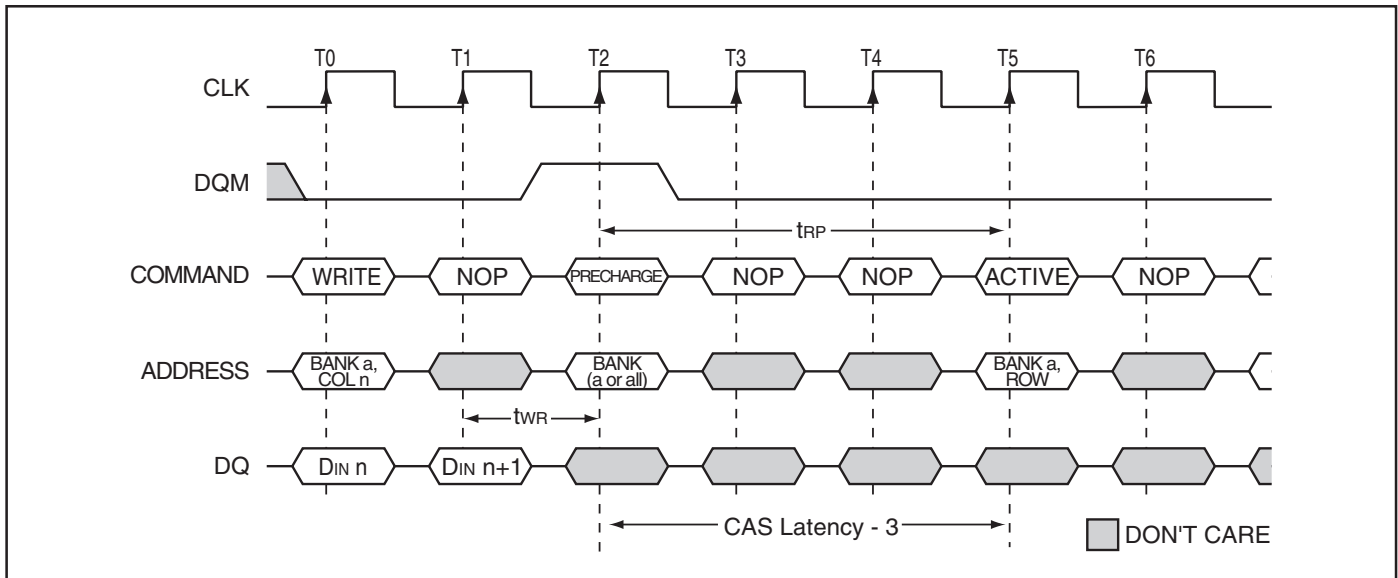 T0 T1 T2 T3 T4 T5 T6
CLK
DQM
tRP
COMMAND WRITE NOP PRECHARGE NOP NOP ACTIVE NOP
ADDRESS BANK a, COL n BANK (a or all) BANK a, ROW
tWR
DQ DIN n DIN n+1
CAS Latency - 3
DON'T CARE